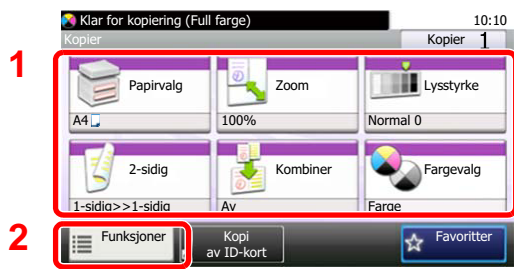 Klar for kopiering (Full farge) 10:10
Kopier Kopier 1
1
Papirvalg Zoom Lysstyrke
A4 100% Normal 0
2-sidig Kombiner Fargevalg
1-sidig>>1-sidig Av Farge
2
Funksjoner Kopi
av ID-kort
Favoritter